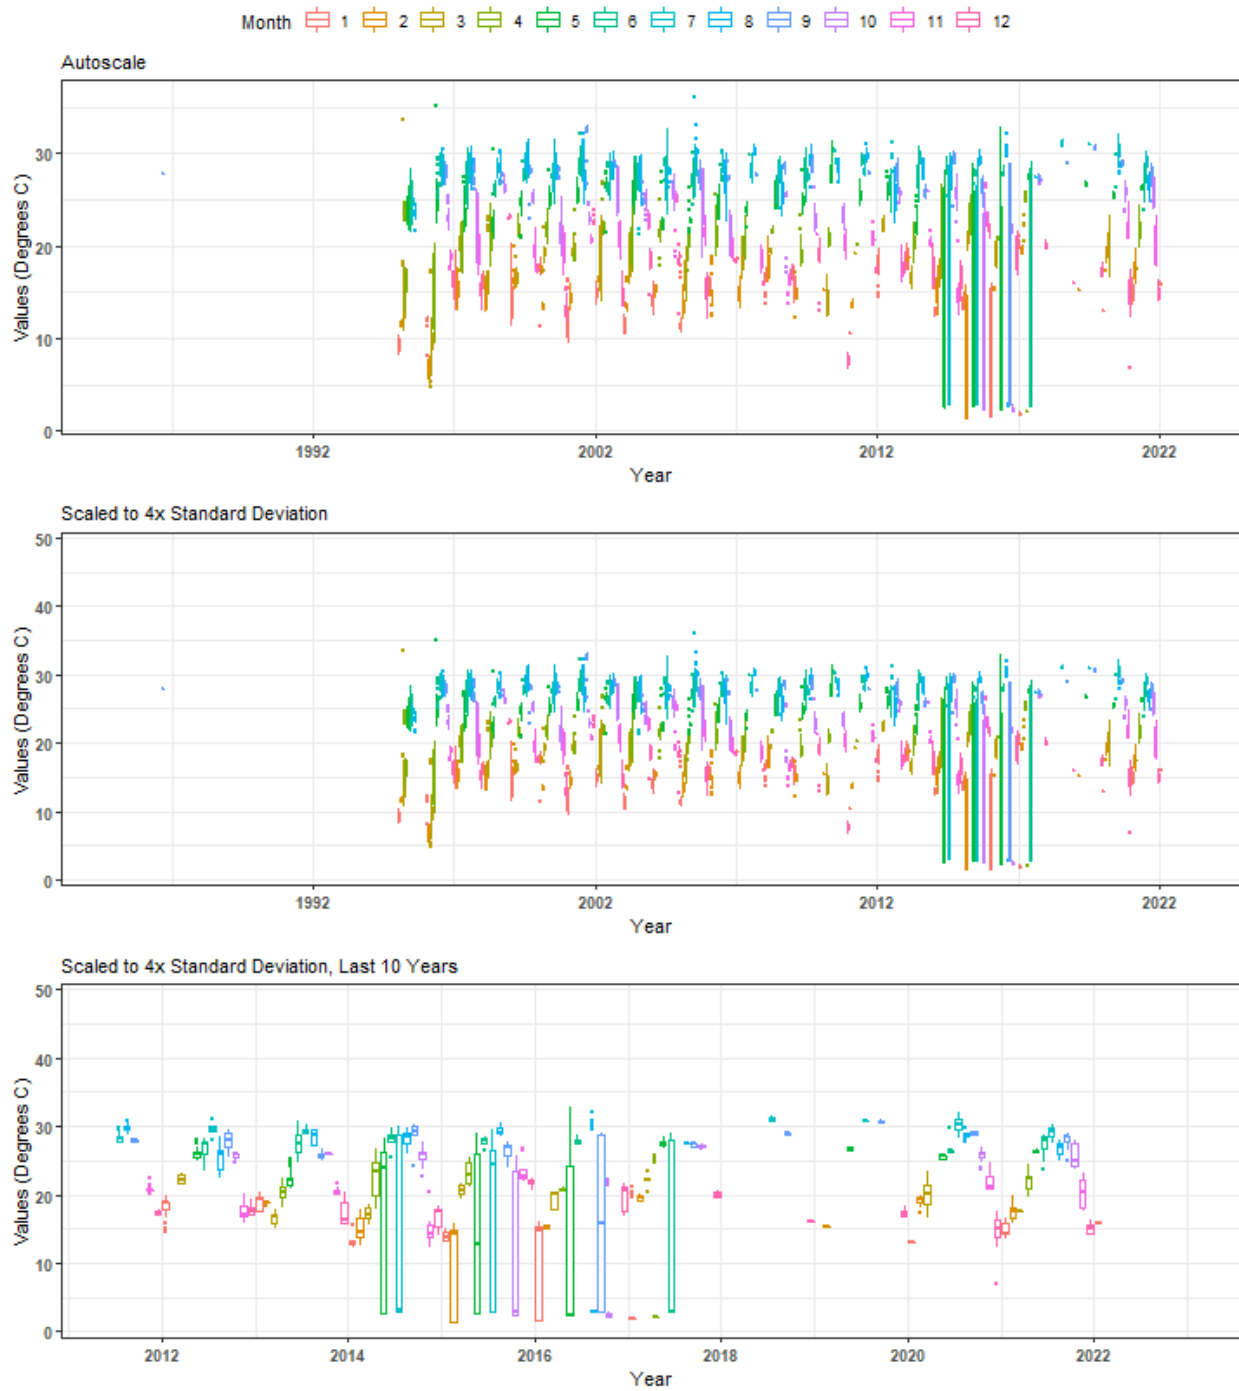 Month 1 2 3 4 5 6 7 8 9 10 11 12
Autoscale
30
20
10
0
Values (Degrees C)
1992 2002 2012 2022
Year
Scaled to 4x Standard Deviation
50
40
30
20
10
0
Values (Degrees C)
1992 2002 2012 2022
Year
Scaled to 4x Standard Deviation, Last 10 Years
50
40
30
20
10
0
Values (Degrees C)
2012 2014 2016 2018 2020 2022
Year